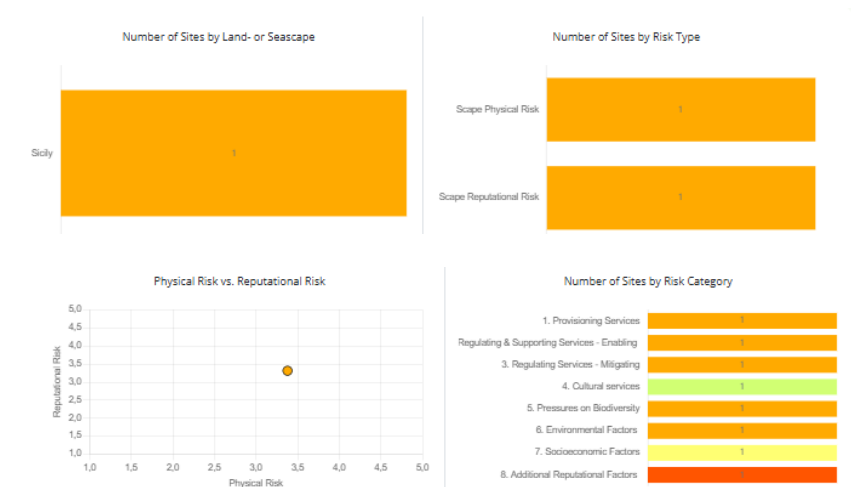 Number of Sites by Land- or Seascape
Sicily
1
Number of Sites by Risk Type
Scape Physical Risk
1
Scape Reputational Risk
1
Physical Risk vs. Reputational Risk
Reputational Risk
5,0
4,5
4,0
3,5
3,0
2,5
2,0
1,5
1,0
1,0 1,5 2,0 2,5 3,0 3,5 4,0 4,5 5,0
Physical Risk
Number of Sites by Risk Category
1. Provisioning Services 1
Regulating & Supporting Services - Enabling 1
3. Regulating Services - Mitigating 1
4. Cultural services 1
5. Pressures on Biodiversity 1
6. Environmental Factors 1
7. Socioeconomic Factors 1
8. Additional Reputational Factors 1